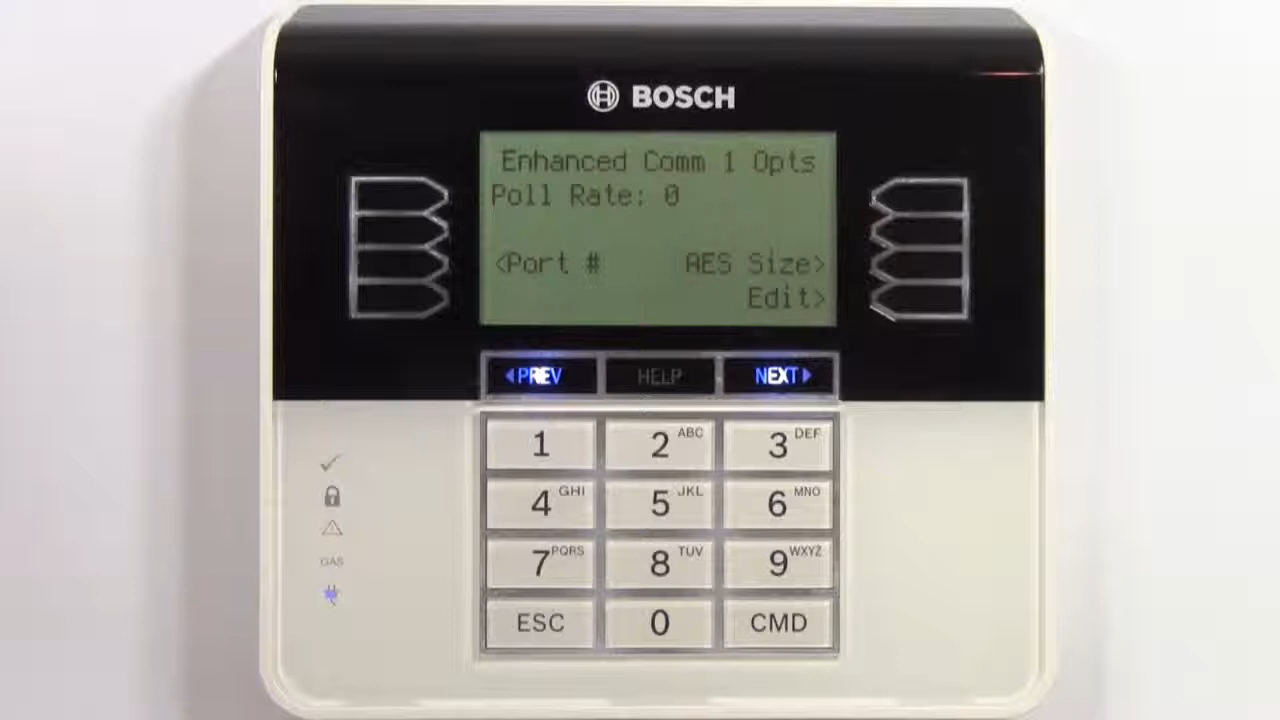 BOSCH
Enhanced Comm 1 Opts
Poll Rate: 0
<Port # AES Size>
Edit>
PREV HELP NEXT
1 2 ABC 3 DEF
4 GHI 5 JKL 6 MNO
7 PQRS 8 TUV 9 WXYZ
ESC 0 CMD
GAS